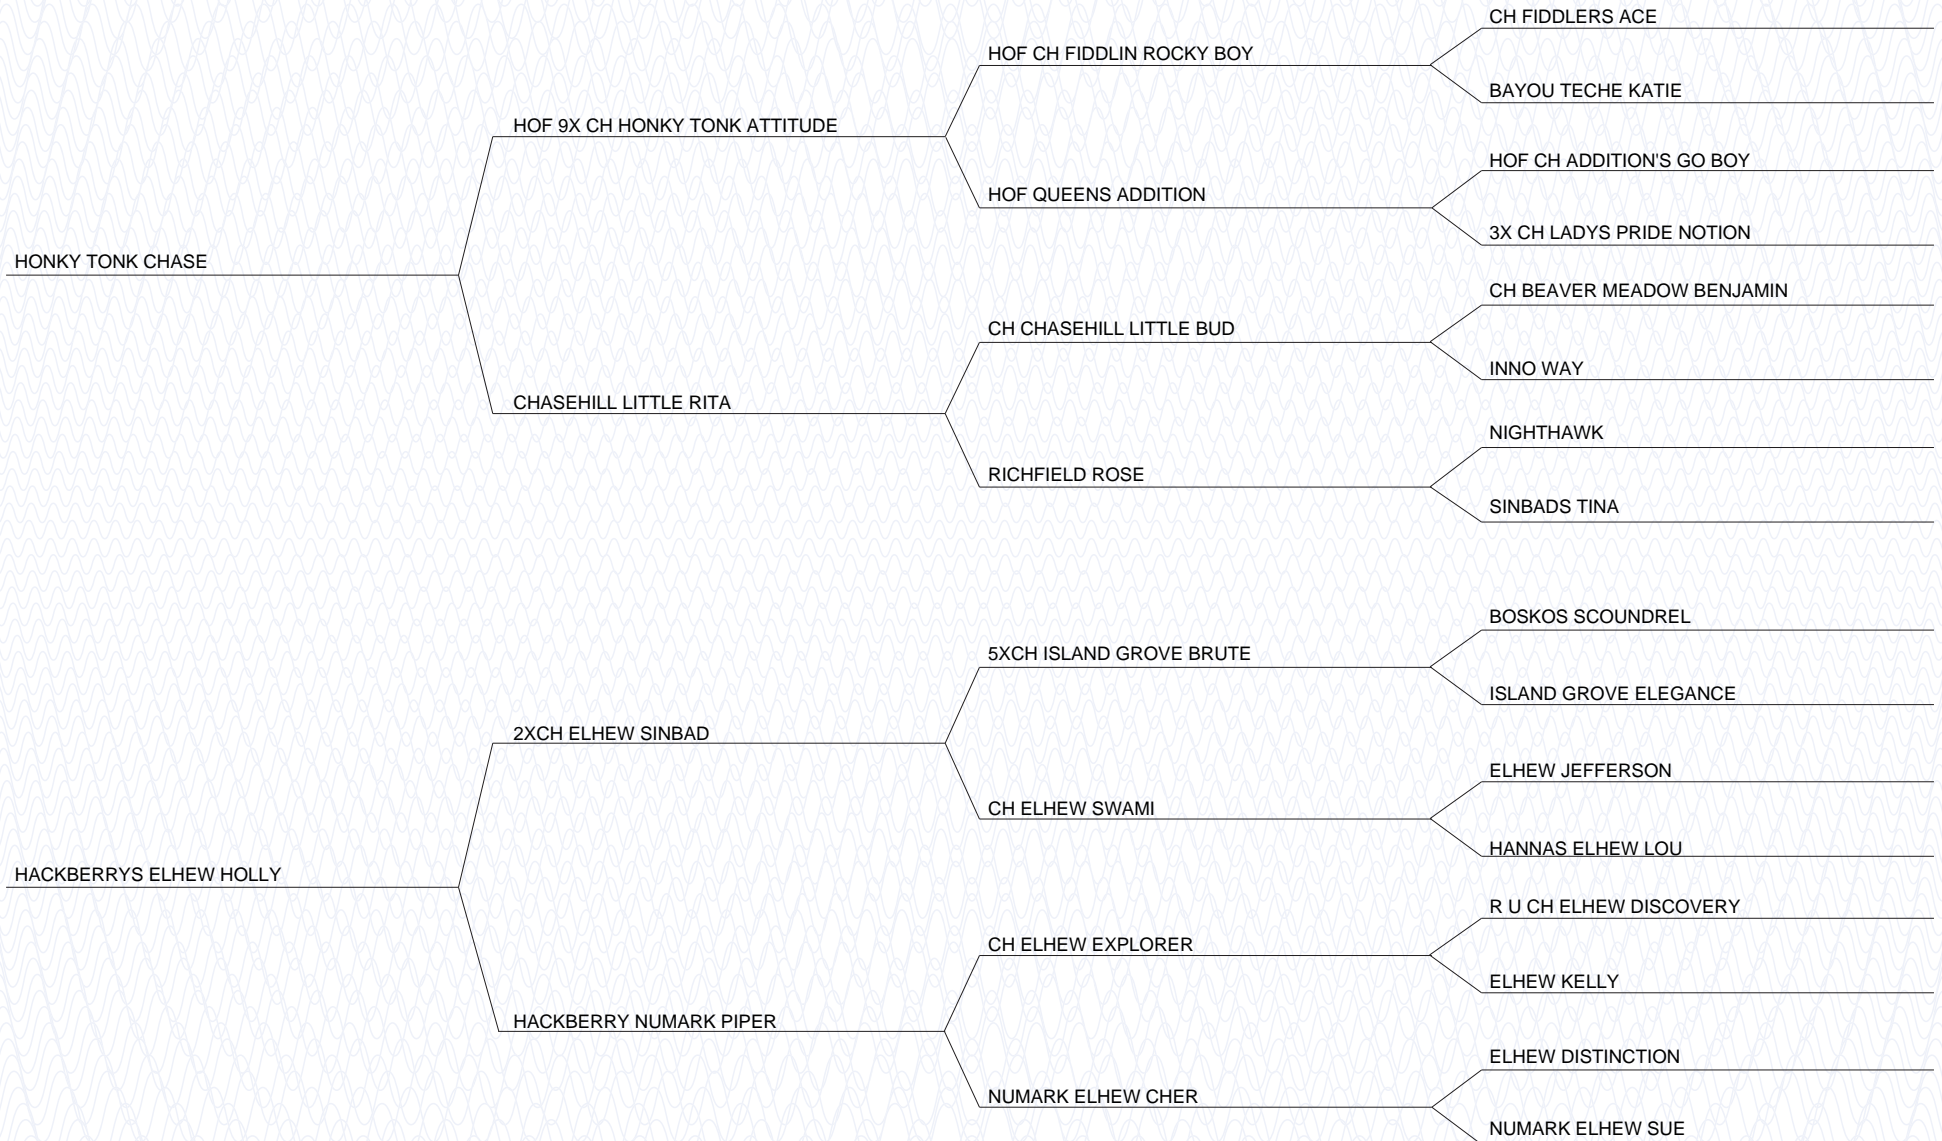 CH FIDDLERS ACE
HOF CH FIDDLIN ROCKY BOY
BAYOU TECHE KATIE
HOF 9X CH HONKY TONK ATTITUDE
HOF CH ADDITION'S GO BOY
HOF QUEENS ADDITION
3X CH LADYS PRIDE NOTION
HONKY TONK CHASE
CH BEAVER MEADOW BENJAMIN
CH CHASEHILL LITTLE BUD
INNO WAY
CHASEHILL LITTLE RITA
NIGHTHAWK
RICHFIELD ROSE
SINBADS TINA
BOSKOS SCOUNDREL
5XCH ISLAND GROVE BRUTE
ISLAND GROVE ELEGANCE
2XCH ELHEW SINBAD
ELHEW JEFFERSON
CH ELHEW SWAMI
HANNAS ELHEW LOU
HACKBERRYS ELHEW HOLLY
R U CH ELHEW DISCOVERY
CH ELHEW EXPLORER
ELHEW KELLY
HACKBERRY NUMARK PIPER
ELHEW DISTINCTION
NUMARK ELHEW CHER
NUMARK ELHEW SUE